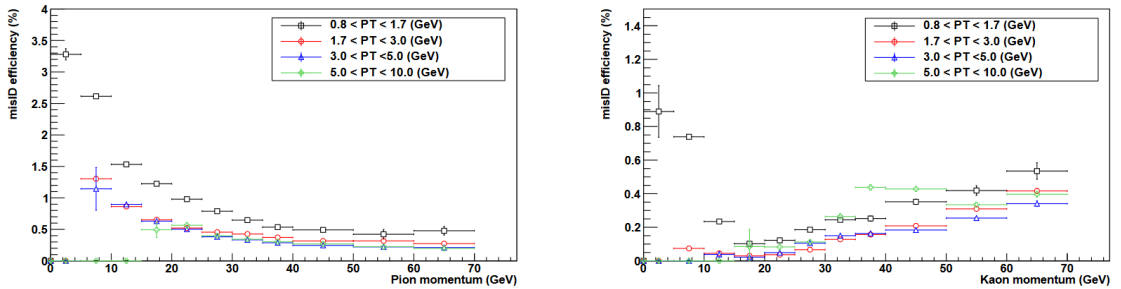 misID efficiency (%)
4
3.5
3
2.5
2
1.5
1
0.5
0
0 10 20 30 40 50 60 70
Pion momentum (GeV)
0.8 < PT < 1.7 (GeV)
1.7 < PT < 3.0 (GeV)
3.0 < PT <5.0 (GeV)
5.0 < PT < 10.0 (GeV)
misID efficiency (%)
1.4
1.2
1
0.8
0.6
0.4
0.2
0
0 10 20 30 40 50 60 70
Kaon momentum (GeV)
0.8 < PT < 1.7 (GeV)
1.7 < PT < 3.0 (GeV)
3.0 < PT <5.0 (GeV)
5.0 < PT < 10.0 (GeV)